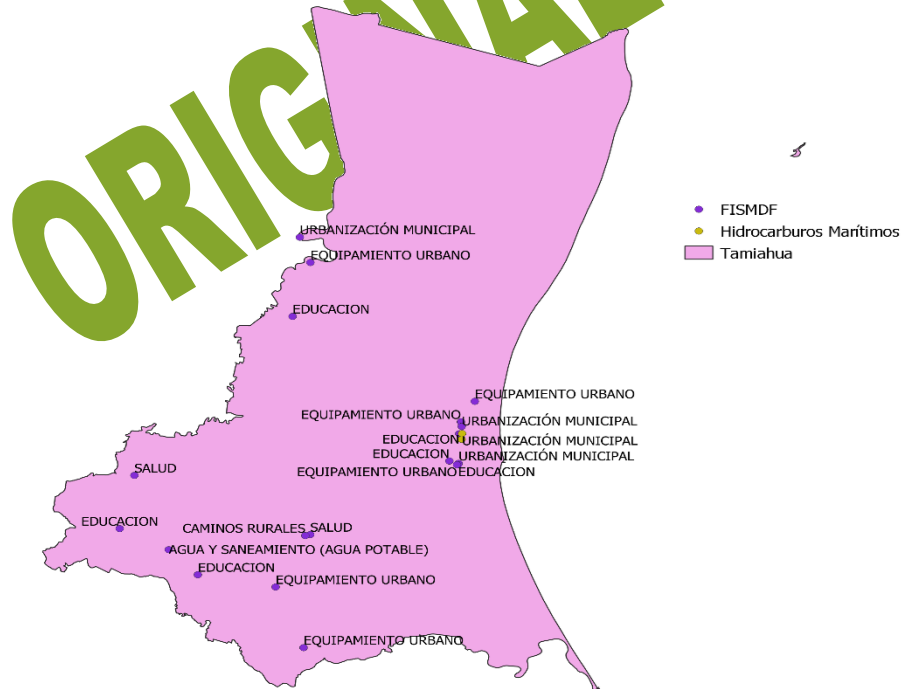 ORIGINAL
URBANIZACIÓN MUNICIPAL
EQUIPAMIENTO URBANO
EDUCACION
FISMDF
Hidrocarburos Marítimos
Tamiahua
EQUIPAMIENTO URBANO
EQUIPAMIENTO URBANO
URBANIZACIÓN MUNICIPAL
EDUCACION
URBANIZACIÓN MUNICIPAL
EDUCACION
URBANIZACIÓN MUNICIPAL
EQUIPAMIENTO URBANO
EDUCACION
SALUD
EDUCACION
CAMINOS RURALES
SALUD
AGUA Y SANEAMIENTO (AGUA POTABLE)
EDUCACION
EQUIPAMIENTO URBANO
EQUIPAMIENTO URBANO